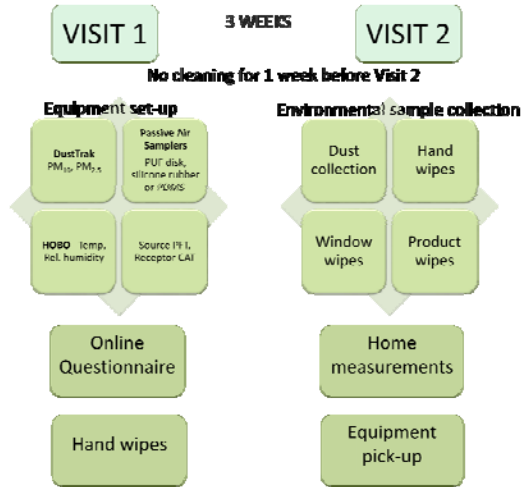 VISIT 1
3 WEEKS
VISIT 2
No cleaning for 1 week before Visit 2
Equipment set-up
DustTrak
PM10, PM2.5
Passive Air
Samplers
PUF disk,
silicone rubber
or PDMS
HOBO Temp.
Rel. humidity
Source PFT,
Receptor CAT
Online
Questionnaire
Hand wipes
Environmental sample collection
Dust
collection
Hand
wipes
Window
wipes
Product
wipes
Home
measurements
Equipment
pick-up